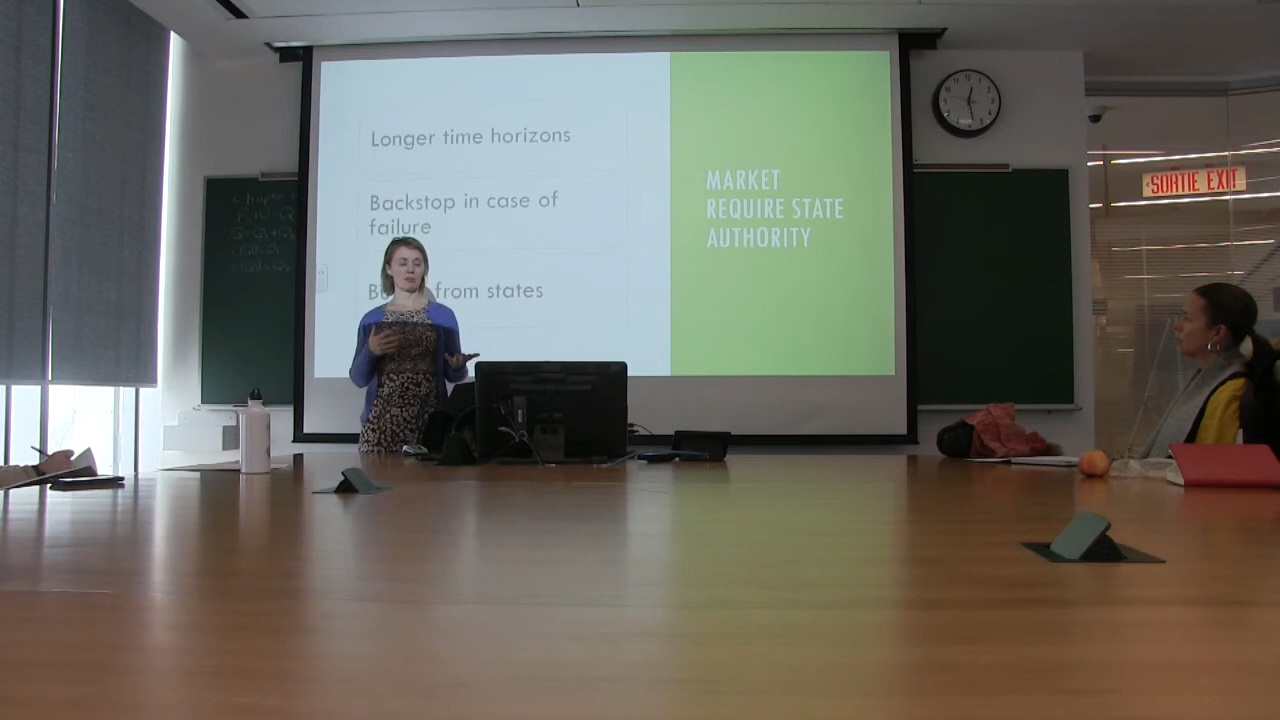 Longer time horizons
Backstop in case of
failure
from states
MARKET
REQUIRE STATE
AUTHORITY
SORTIE EXIT